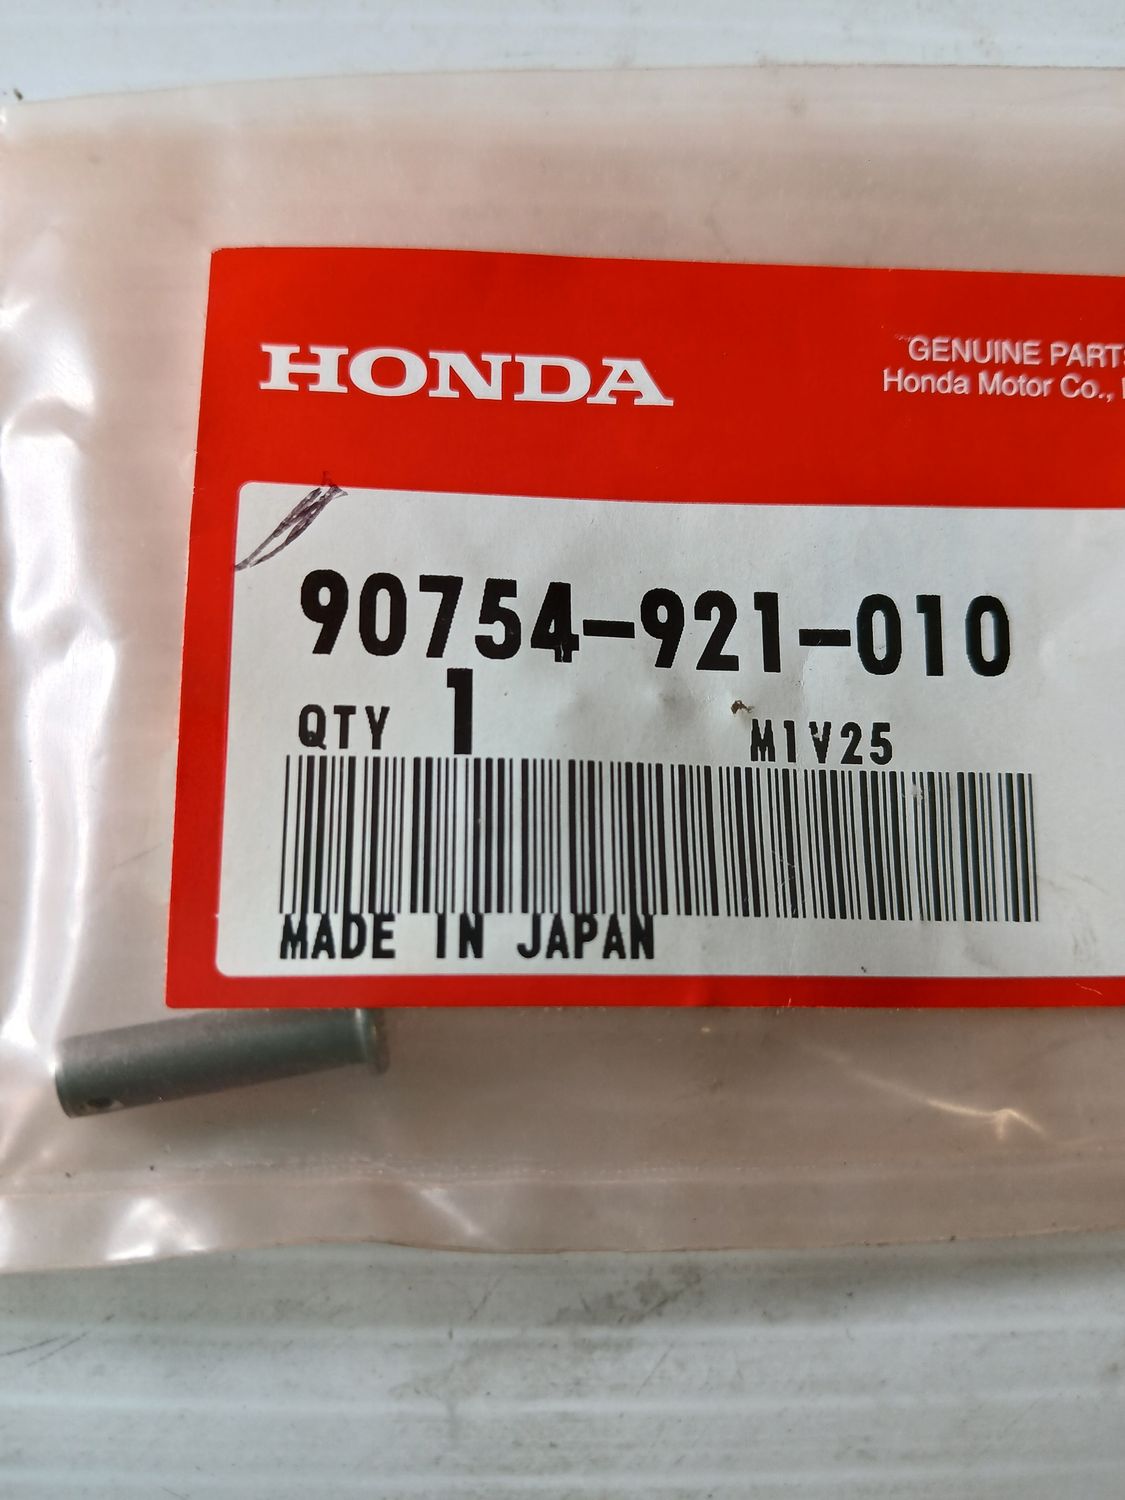 HONDA
GENUINE PARTS
Honda Motor Co.,
90754-921-010
QTY 1
M1V25
MADE IN JAPAN